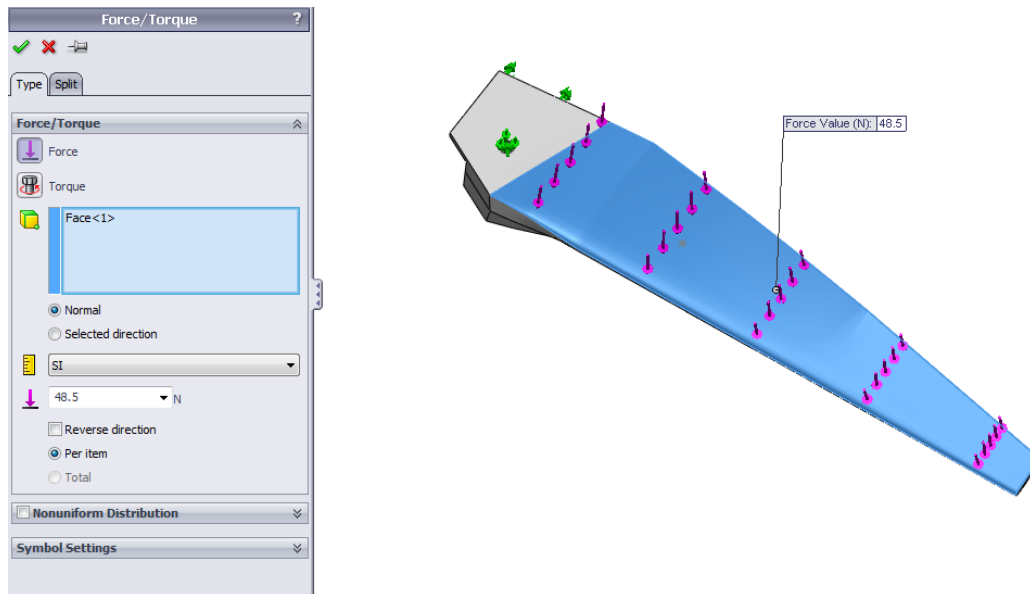 Force/Torque ?
Type Split
Force/Torque
Force
Torque
Face<1>
Normal
Selected direction
SI
48.5 N
Reverse direction
Per item
Total
Nonuniform Distribution
Symbol Settings
Force Value (N): 48.5